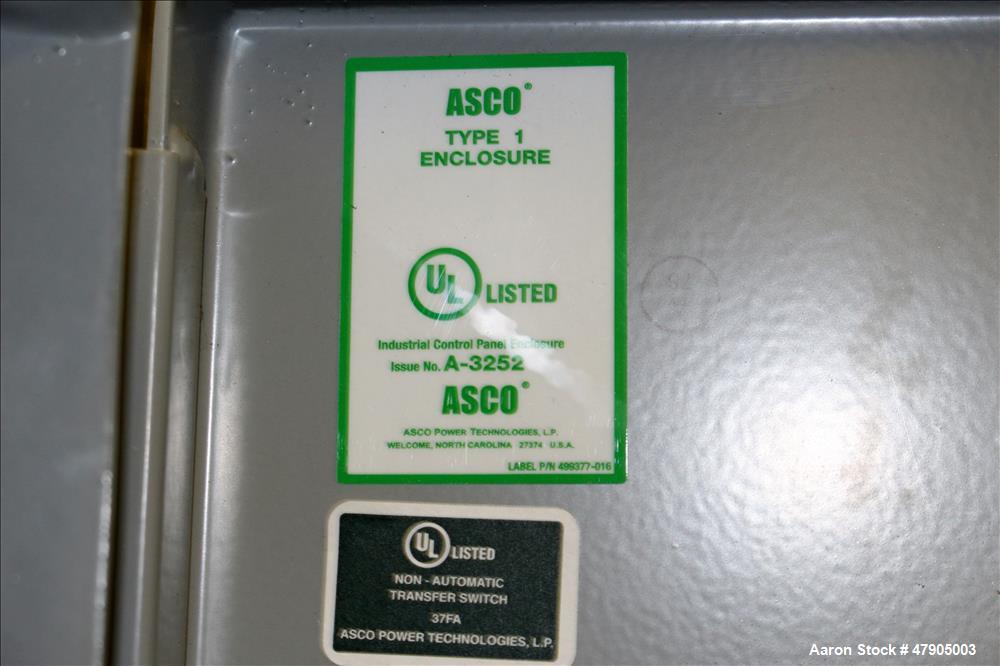 ASCO®
TYPE 1
ENCLOSURE
UL LISTED
Industrial Control Panel Enclosure
Issue No. A-3252
ASCO®
ASCO POWER TECHNOLOGIES, L.P.
WELCOME, NORTH CAROLINA 27374 U.S.A.
LABEL P/N 499377-016
UL LISTED
NON - AUTOMATIC
TRANSFER SWITCH
37FA
ASCO POWER TECHNOLOGIES, L.P.
Aaron Stock # 47905003